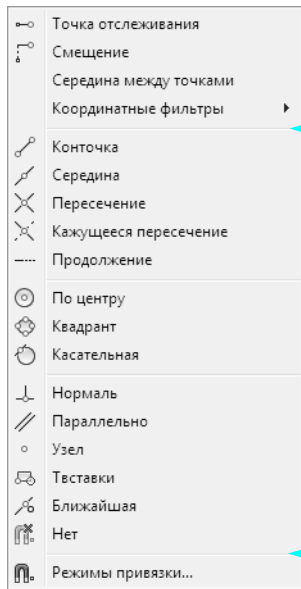 Точка отслеживания
Смещение
Середина между точками
Координатные фильтры
Конточка
Середина
Пересечение
Кажущееся пересечение
Продолжение
По центру
Квадрант
Касательная
Нормаль
Параллельно
Узел
Твставки
Ближайшая
Нет
Режимы привязки...